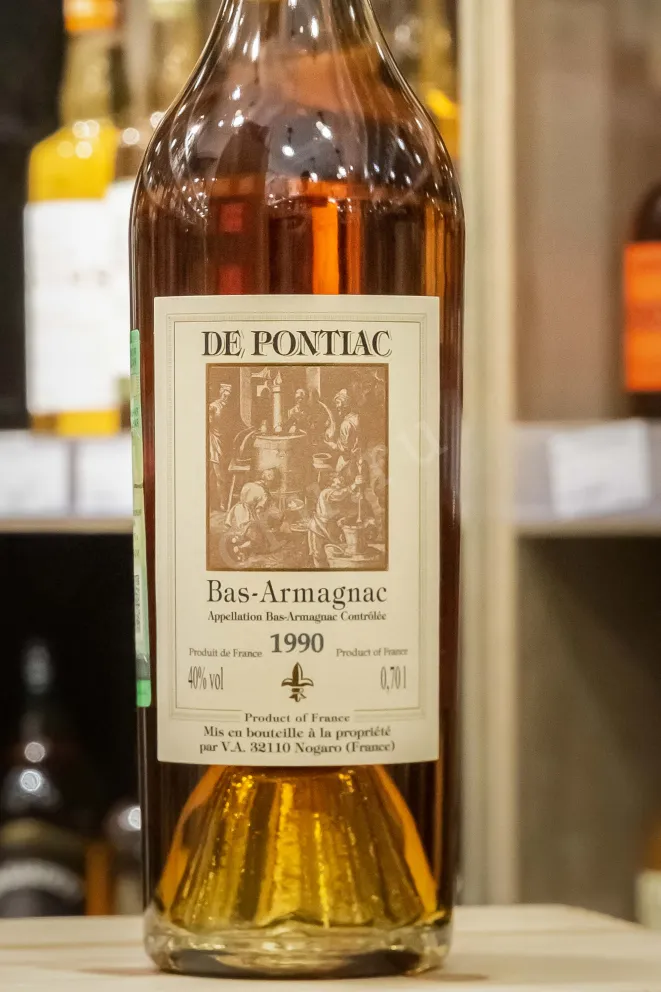 DE PONTIAC
Bas-Armagnac
Appellation Bas-Armagnac Contrôlée
Produit de France 1990 Product of France
40% vol 0,70 l
Product of France
Mis en bouteille à la propriété
par V.A. 32110 Nogaro (France)